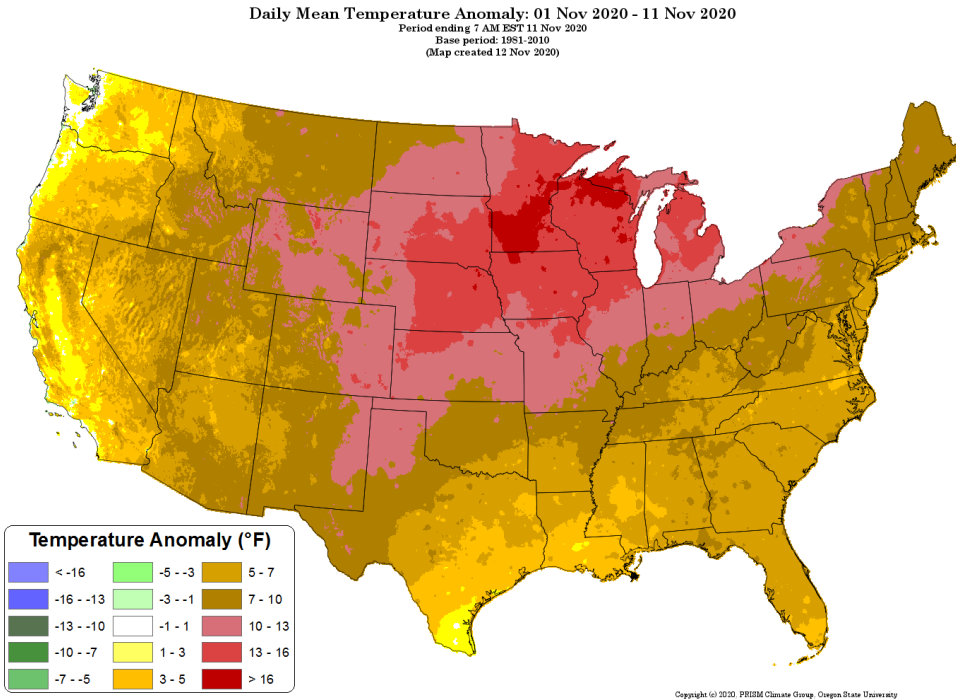 Daily Mean Temperature Anomaly: 01 Nov 2020 - 11 Nov 2020
Period ending 7 AM EST 11 Nov 2020
Base period: 1981-2010
(Map created 12 Nov 2020)
Temperature Anomaly (°F)
< -16
-16 - -13
-13 - -10
-10 - -7
-7 - -5
-5 - -3
-3 - -1
-1 - 1
1 - 3
3 - 5
5 - 7
7 - 10
10 - 13
13 - 16
> 16
Copyright (c) 2020, PRISM Climate Group, Oregon State University